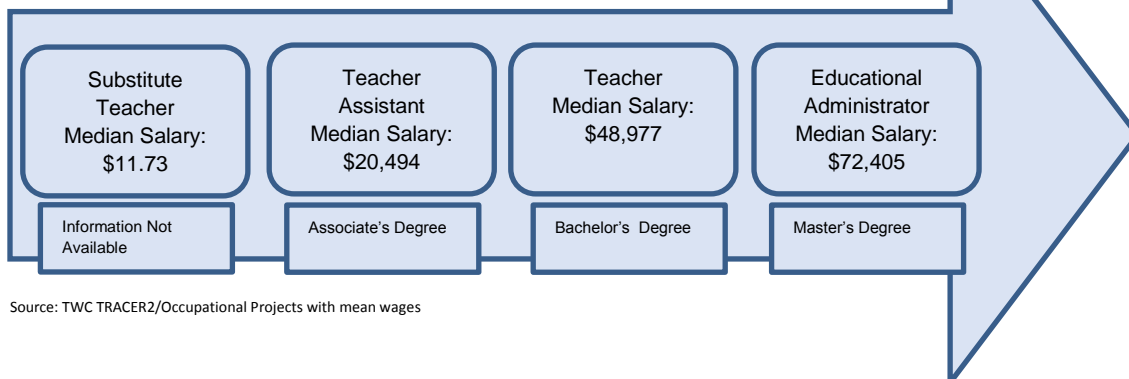 Substitute
Teacher
Median Salary:
$11.73
Teacher
Assistant
Median Salary:
$20,494
Teacher
Median Salary:
$48,977
Educational
Administrator
Median Salary:
$72,405
Information Not
Available
Associate's Degree
Bachelor's Degree
Master's Degree
Source: TWC TRACER2/Occupational Projects with mean wages